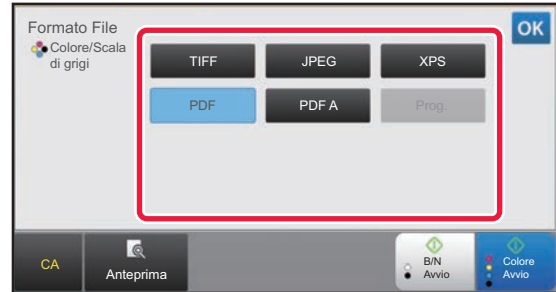 Formato File
OK
Colore/Scala
di grigi
TIFF
JPEG
XPS
PDF
PDF A
Prog.
CA
Anteprima
B/N
Avvio
Colore
Avvio